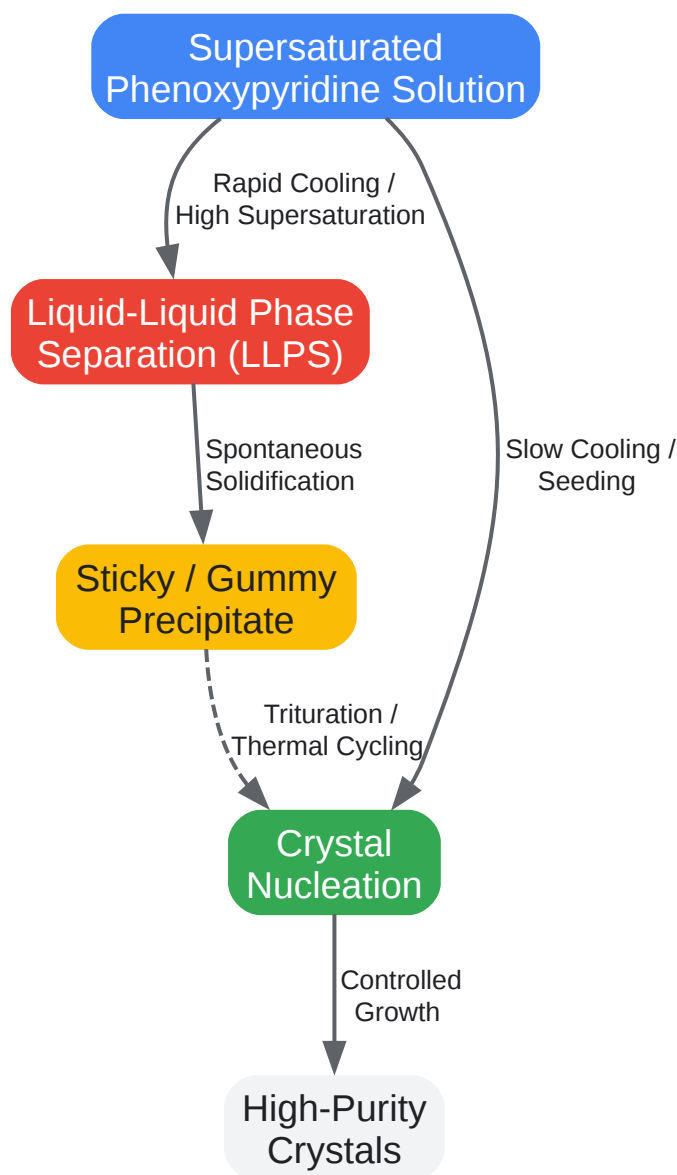 Supersaturated
Phenoxypyridine Solution
Rapid Cooling /
High Supersaturation
Liquid-Liquid Phase
Separation (LLPS)
Spontaneous
Solidification
Slow Cooling /
Seeding
Sticky / Gummy
Precipitate
Trituration /
Thermal Cycling
Crystal
Nucleation
Controlled
Growth
High-Purity
Crystals